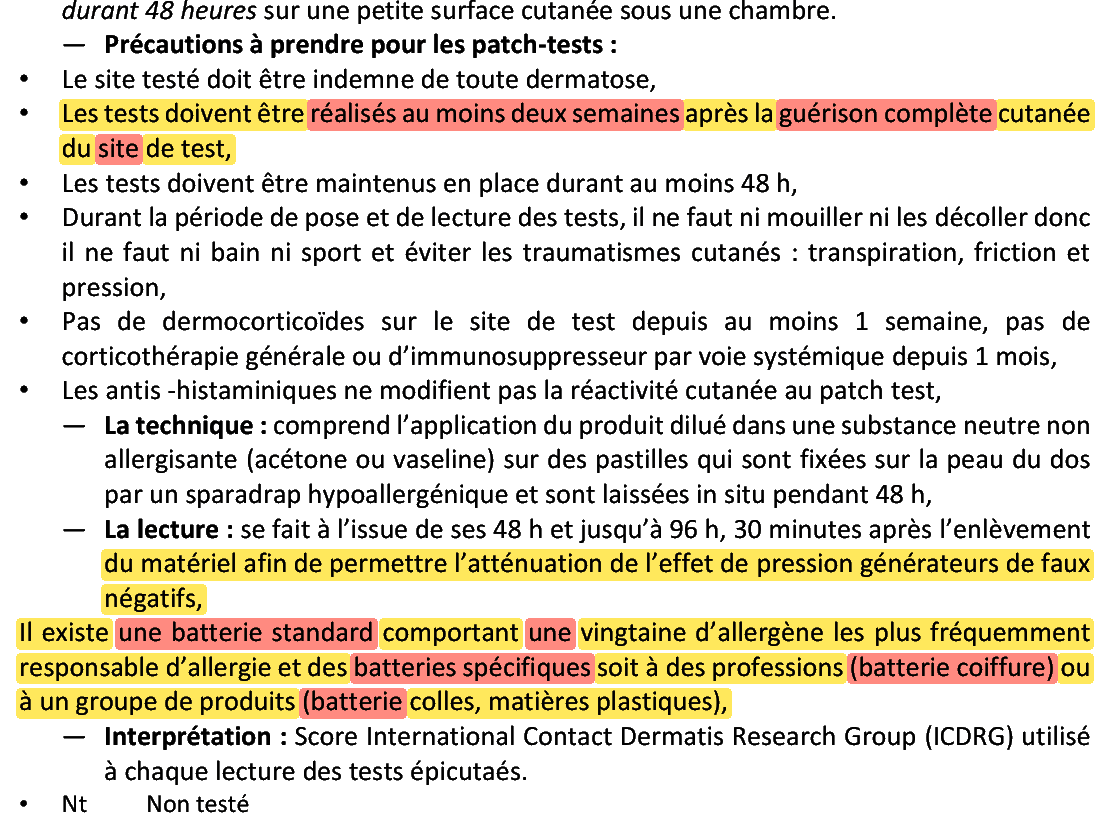 durant 48 heures sur une petite surface cutanée sous une chambre.
— Précautions à prendre pour les patch-tests :
• Le site testé doit être indemne de toute dermatose,
• Les tests doivent être réalisés au moins deux semaines après la guérison complète cutanée
du site de test,
• Les tests doivent être maintenus en place durant au moins 48 h,
• Durant la période de pose et de lecture des tests, il ne faut ni mouiller ni les décoller donc
il ne faut ni bain ni sport et éviter les traumatismes cutanés : transpiration, friction et
pression,
• Pas de dermocorticoïdes sur le site de test depuis au moins 1 semaine, pas de
corticothérapie générale ou d’immunosuppresseur par voie systémique depuis 1 mois,
• Les antis -histaminiques ne modifient pas la réactivité cutanée au patch test,
— La technique : comprend l’application du produit dilué dans une substance neutre non
allergisante (acétone ou vaseline) sur des pastilles qui sont fixées sur la peau du dos
par un sparadrap hypoallergénique et sont laissées in situ pendant 48 h,
— La lecture : se fait à l’issue de ses 48 h et jusqu’à 96 h, 30 minutes après l’enlèvement
du matériel afin de permettre l’atténuation de l’effet de pression générateurs de faux
négatifs,
Il existe une batterie standard comportant une vingtaine d’allergène les plus fréquemment
responsable d’allergie et des batteries spécifiques soit à des professions (batterie coiffure) ou
à un groupe de produits (batterie colles, matières plastiques),
— Interprétation : Score International Contact Dermatis Research Group (ICDRG) utilisé
à chaque lecture des tests épicutaés.
• Nt Non testé